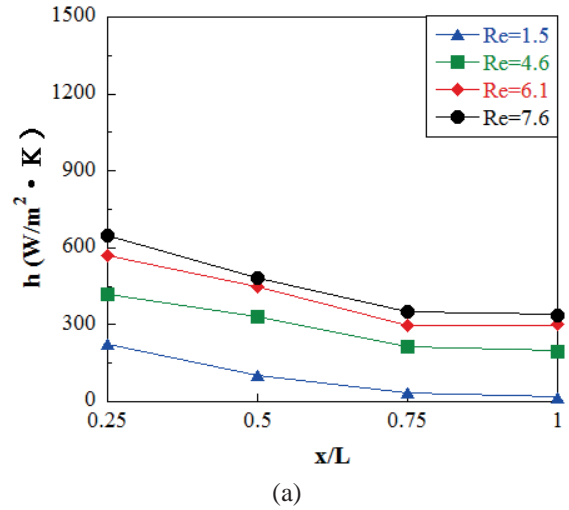 1500
1200
900
600
300
0
h (W/m² • K)
Re=1.5
Re=4.6
Re=6.1
Re=7.6
0.25 0.5 0.75 1
x/L
(a)